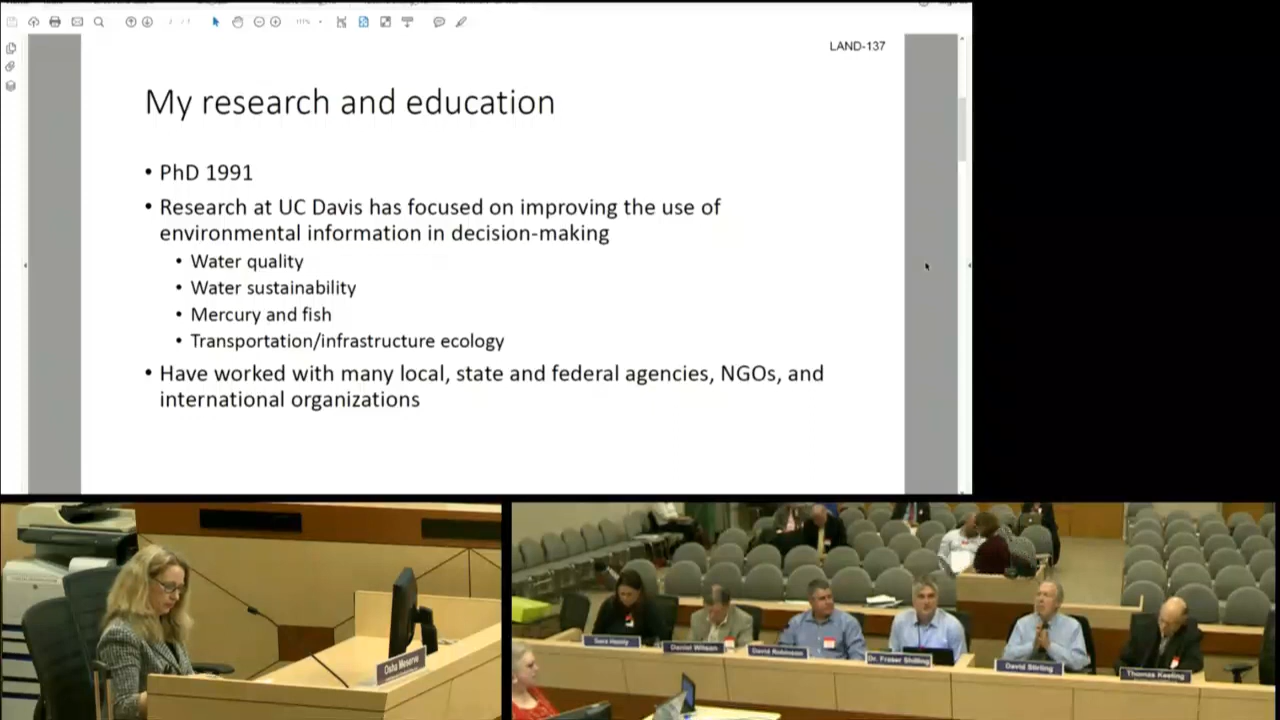 LAND-137
My research and education
• PhD 1991
• Research at UC Davis has focused on improving the use of
environmental information in decision-making
• Water quality
• Water sustainability
• Mercury and fish
• Transportation/infrastructure ecology
• Have worked with many local, state and federal agencies, NGOs, and
international organizations
Osha Meserve
Daniel Wilson
David Robinson
Dr. Fraser Shilling
David Stirling
Thomas Keeling